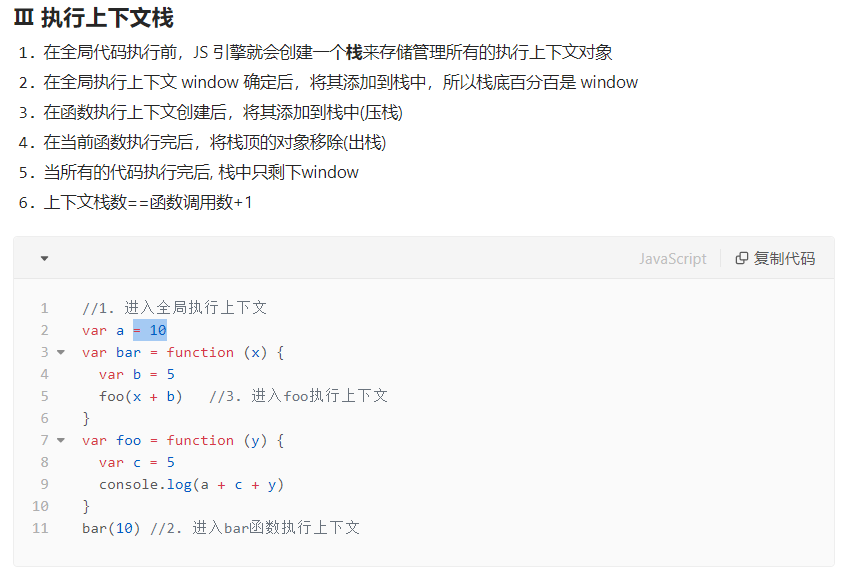 Ⅲ 执行上下文栈
1. 在全局代码执行前，JS 引擎就会创建一个栈来存储管理所有的执行上下文对象
2. 在全局执行上下文 window 确定后，将其添加到栈中，所以栈底百分百是 window
3. 在函数执行上下文创建后，将其添加到栈中(压栈)
4. 在当前函数执行完后，将栈顶的对象移除(出栈)
5. 当所有的代码执行完后, 栈中只剩下window
6. 上下文栈数==函数调用数+1
JavaScript 复制代码
1 //1. 进入全局执行上下文
2 var a = 10
3 var bar = function (x) {
4   var b = 5
5   foo(x + b)   //3. 进入foo执行上下文
6 }
7 var foo = function (y) {
8   var c = 5
9   console.log(a + c + y)
10 }
11 bar(10) //2. 进入bar函数执行上下文